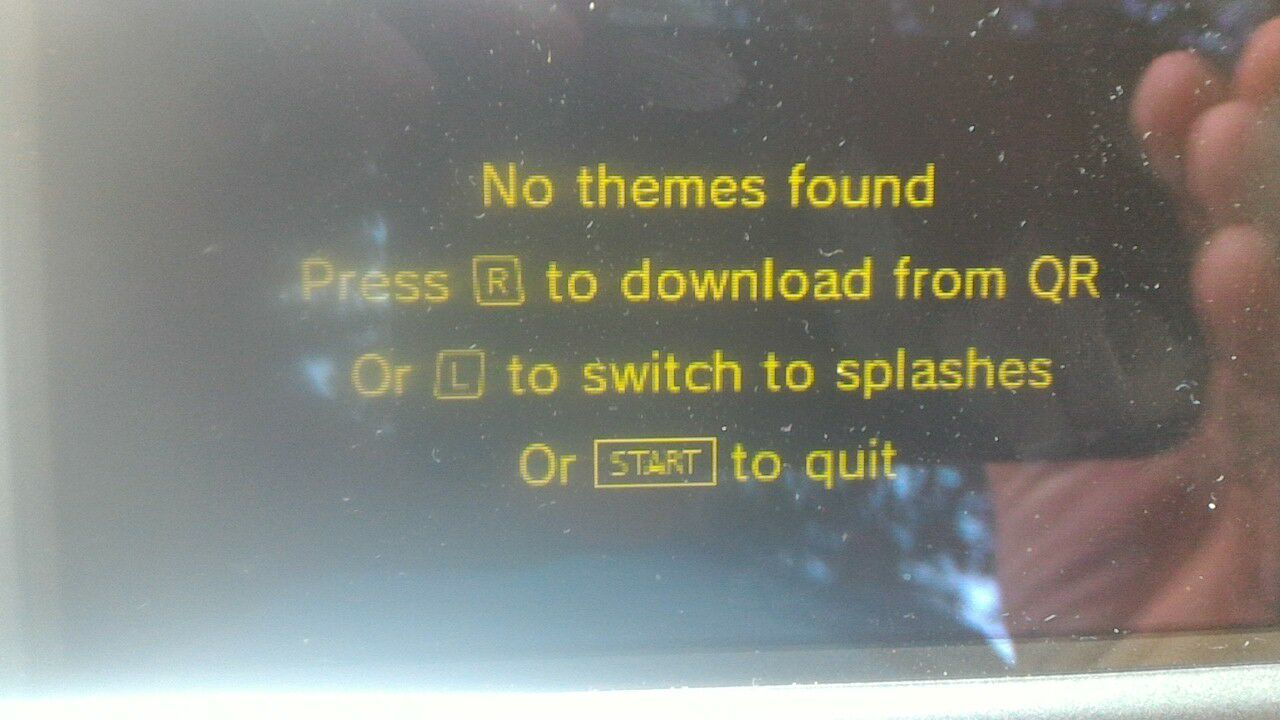 No themes found
Press R to download from QR
Or L to switch to splashes
Or START to quit